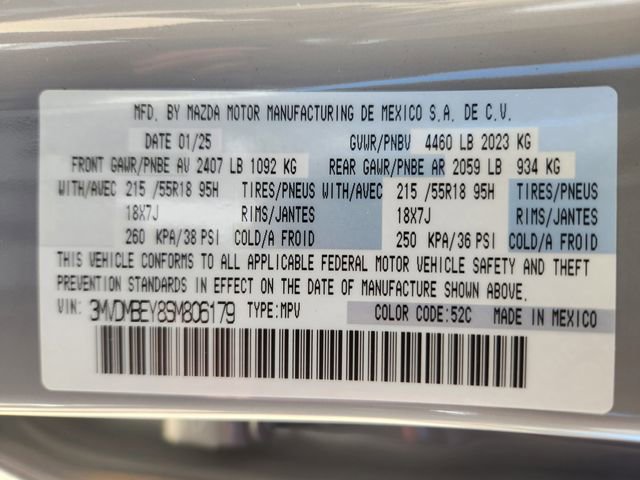 MFD. BY MAZDA MOTOR MANUFACTURING DE MEXICO S.A. DE C.V.
DATE 01/25 GVWR/PNBV 4460 LB 2023 KG
FRONT GAWR/PNBE AV 2407 LB 1092 KG REAR GAWR/PNBE AR 2059 LB 934 KG
WITH/AVEC 215 /55R18 95H TIRES/PNEUS WITH/AVEC 215 /55R18 95H TIRES/PNEUS
18X7J RIMS/JANTES 18X7J RIMS/JANTES
260 KPA/38 PSI COLD/A FROID 250 KPA/36 PSI COLD/A FROID
THIS VEHICLE CONFORMS TO ALL APPLICABLE FEDERAL MOTOR VEHICLE SAFETY AND THEFT
PREVENTION STANDARDS IN EFFECT ON THE DATE OF MANUFACTURE SHOWN ABOVE.
VIN: 3MVDMBEY8SM806179 TYPE: MPV COLOR CODE: 52C MADE IN MEXICO